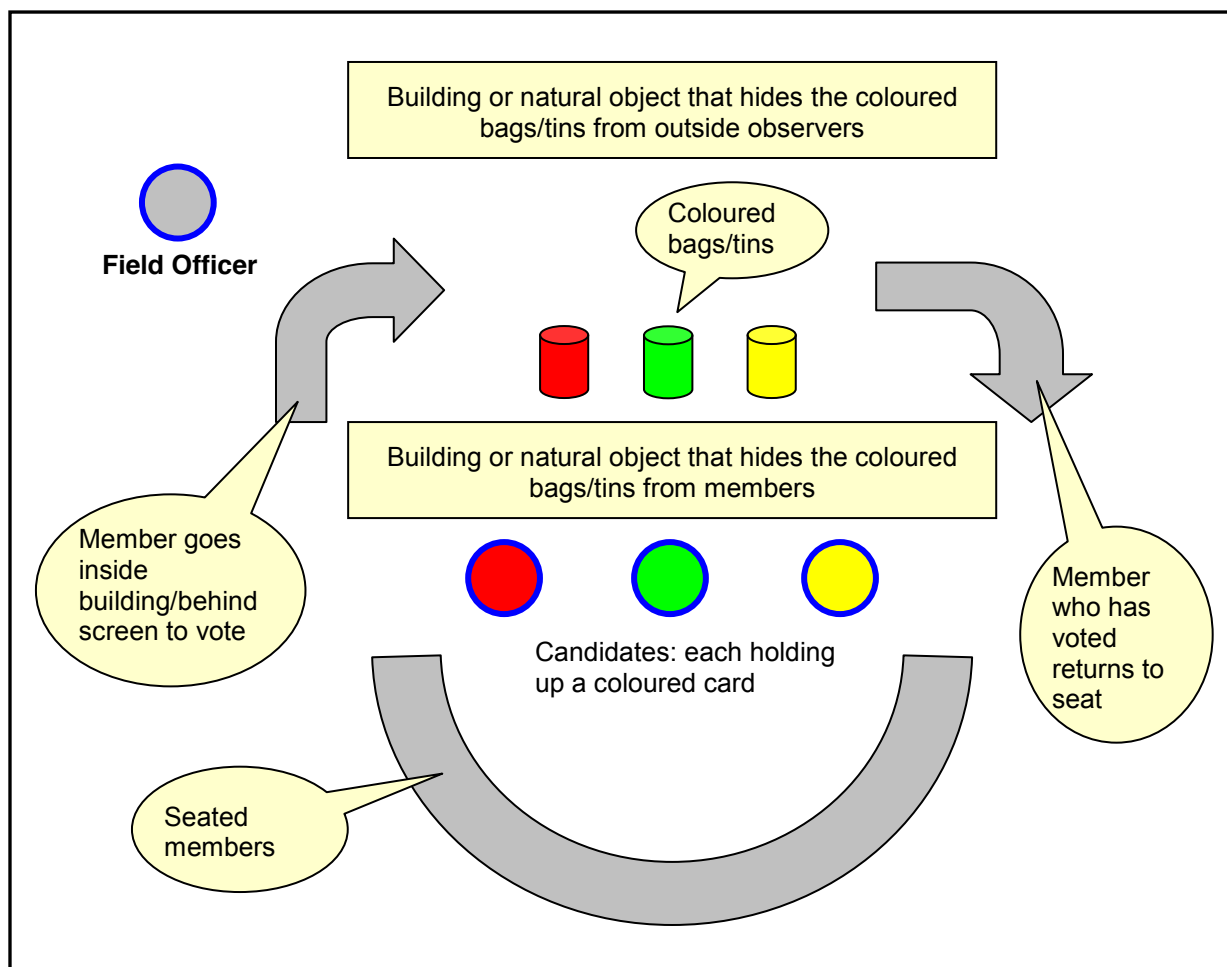 Building or natural object that hides the coloured
bags/tins from outside observers
Coloured
bags/tins
Field Officer
Building or natural object that hides the coloured
bags/tins from members
Member goes
inside
building/behind
screen to vote
Member
who has
voted
returns to
seat
Candidates: each holding
up a coloured card
Seated
members